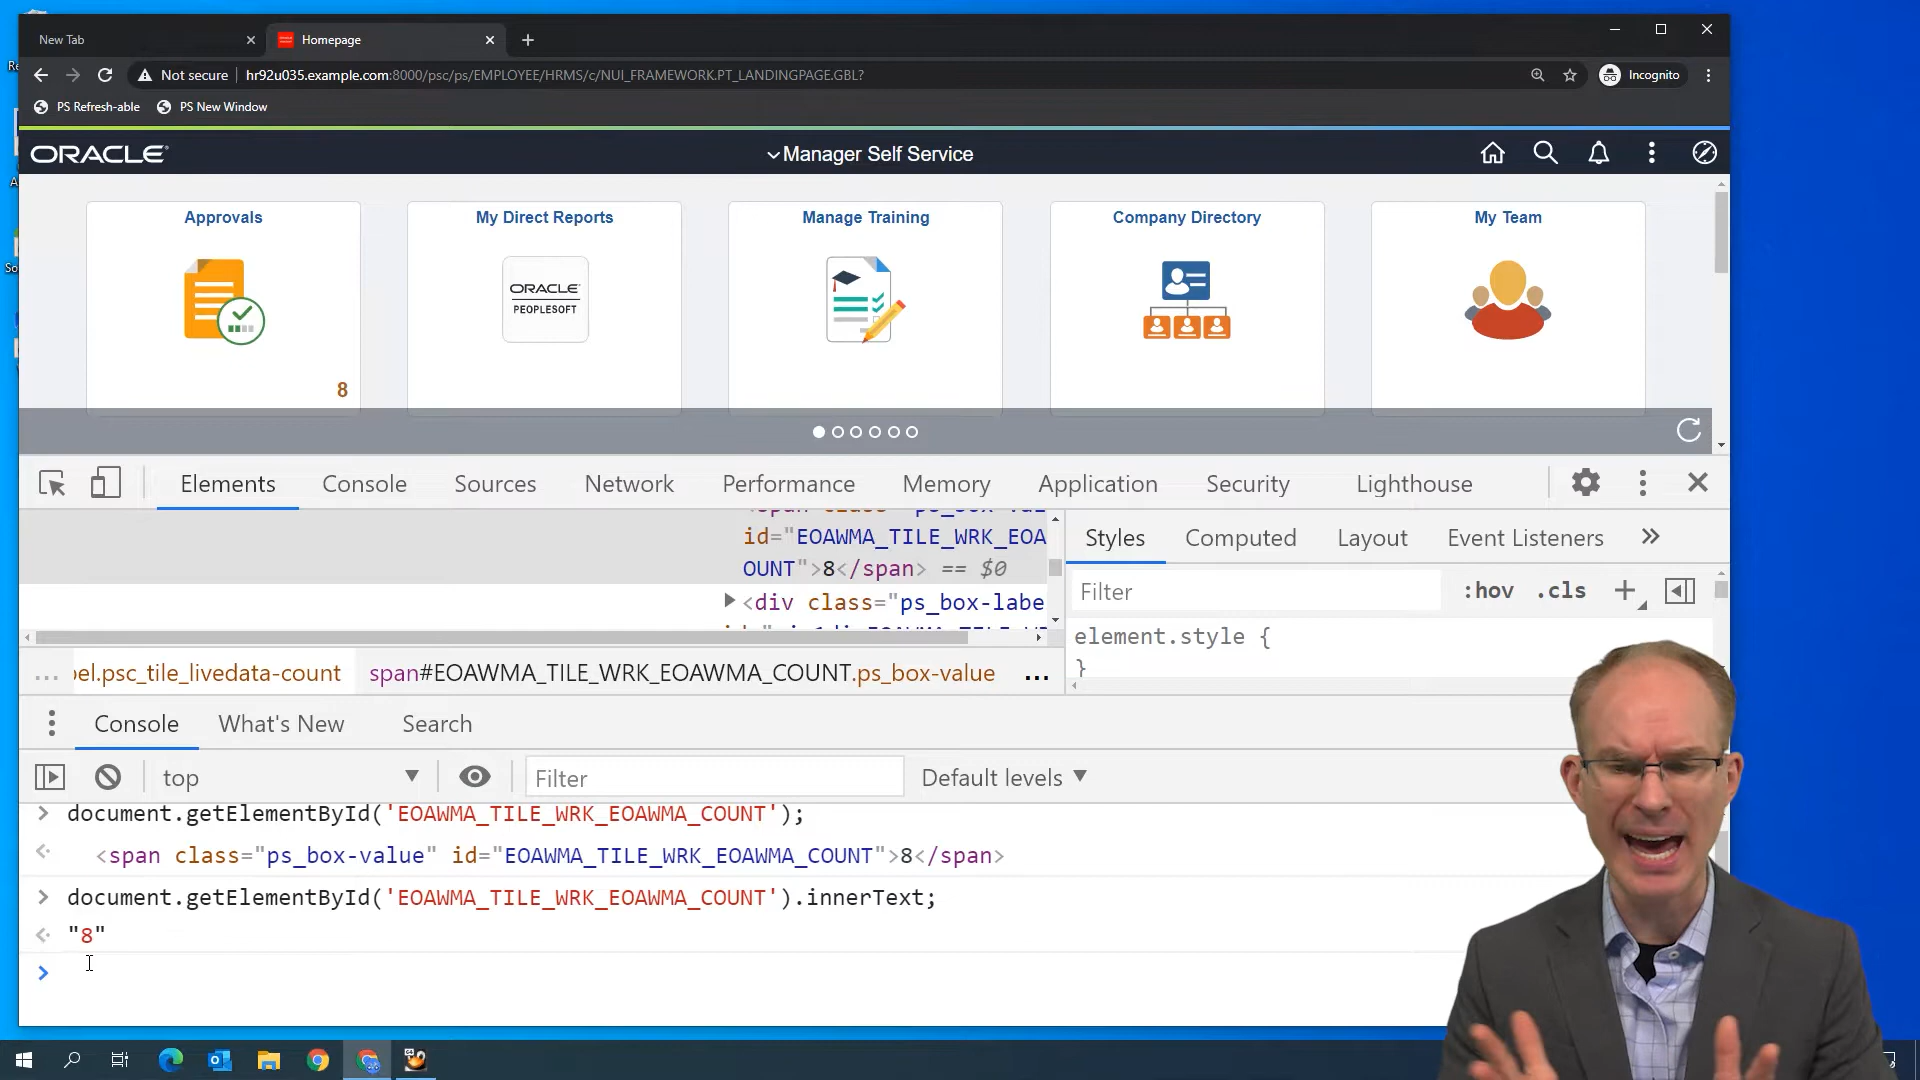 New Tab
Homepage
Not secure
hr92u035.example.com:8000/psc/ps/EMPLOYEE/HRMS/c/NUI_FRAMEWORK.PT_LANDINGPAGE.GBL?
Incognito
PS Refresh-able
PS New Window
ORACLE
Manager Self Service
Approvals
My Direct Reports
Manage Training
Company Directory
My Team
ORACLE
PEOPLESOFT
8
Elements
Console
Sources
Network
Performance
Memory
Application
Security
Lighthouse
id="EOAWMA_TILE_WRK_EOA
OUNT">8</span> == $0
<div class="ps_box-labe
Styles
Computed
Layout
Event Listeners
Filter
:hov
.cls
element.style {
}
... el.psc_tile_livedata-count
span#EOAWMA_TILE_WRK_EOAWMA_COUNT.ps_box-value
...
Console
What's New
Search
top
Filter
Default levels
document.getElementById('EOAWMA_TILE_WRK_EOAWMA_COUNT');
<span class="ps_box-value" id="EOAWMA_TILE_WRK_EOAWMA_COUNT">8</span>
document.getElementById('EOAWMA_TILE_WRK_EOAWMA_COUNT').innerText;
"8"